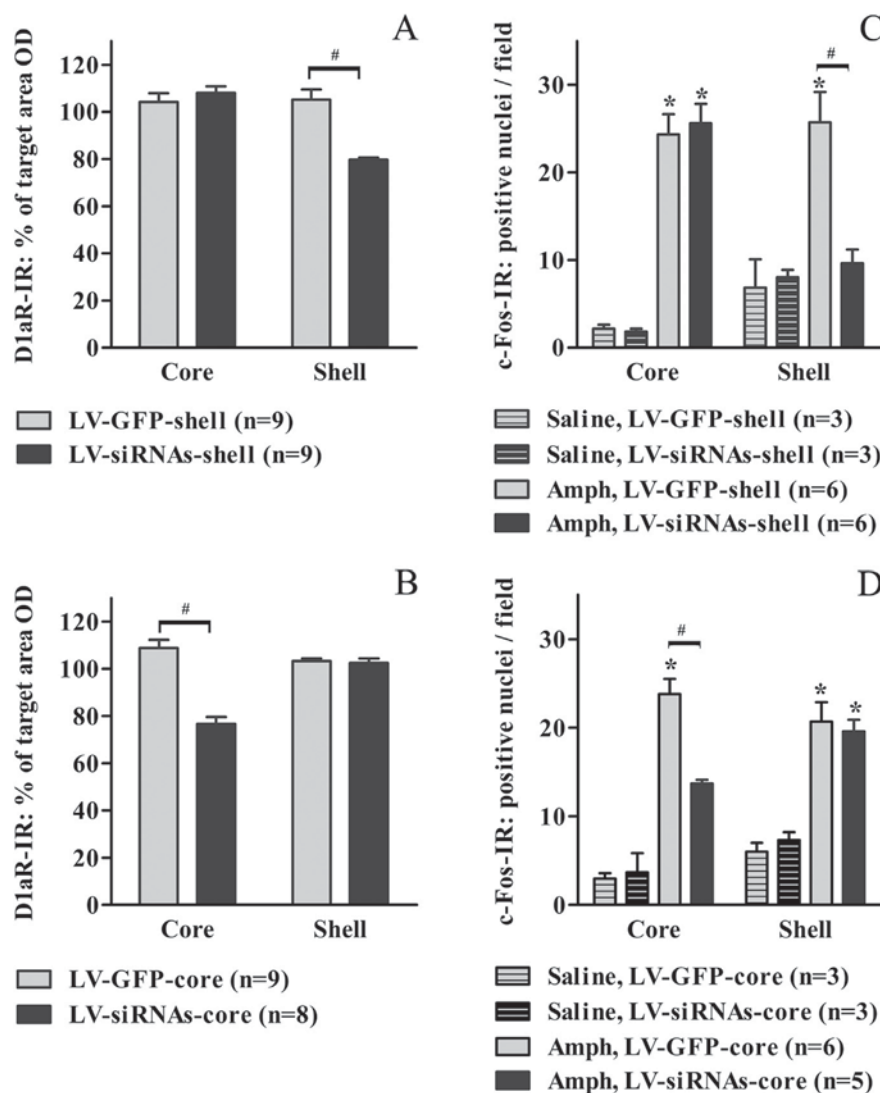 A
D1aR-IR: % of target area OD
120
100
80
60
40
20
0
#
Core
Shell
LV-GFP-shell (n=9)
LV-siRNAs-shell (n=9)
C
c-Fos-IR: positive nuclei / field
30
20
10
0
*
*
*
#
Core
Shell
Saline, LV-GFP-shell (n=3)
Saline, LV-siRNAs-shell (n=3)
Amph, LV-GFP-shell (n=6)
Amph, LV-siRNAs-shell (n=6)
B
D1aR-IR: % of target area OD
120
100
80
60
40
20
0
#
Core
Shell
LV-GFP-core (n=9)
LV-siRNAs-core (n=8)
D
c-Fos-IR: positive nuclei / field
30
20
10
0
#
*
*
*
Core
Shell
Saline, LV-GFP-core (n=3)
Saline, LV-siRNAs-core (n=3)
Amph, LV-GFP-core (n=6)
Amph, LV-siRNAs-core (n=5)